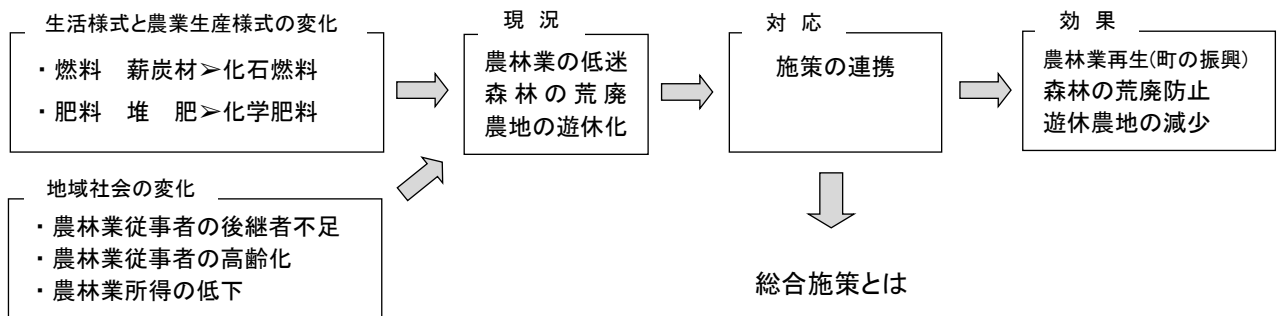 生活様式と農業生産様式の変化
・燃料 薪炭材➢化石燃料
・肥料 堆 肥➢化学肥料
地域社会の変化
・農林業従事者の後継者不足
・農林業従事者の高齢化
・農林業所得の低下
現 況
農林業の低迷
森林の荒廃
農地の遊休化
対 応
施策の連携
総合施策とは
効 果
農林業再生(町の振興)
森林の荒廃防止
遊休農地の減少